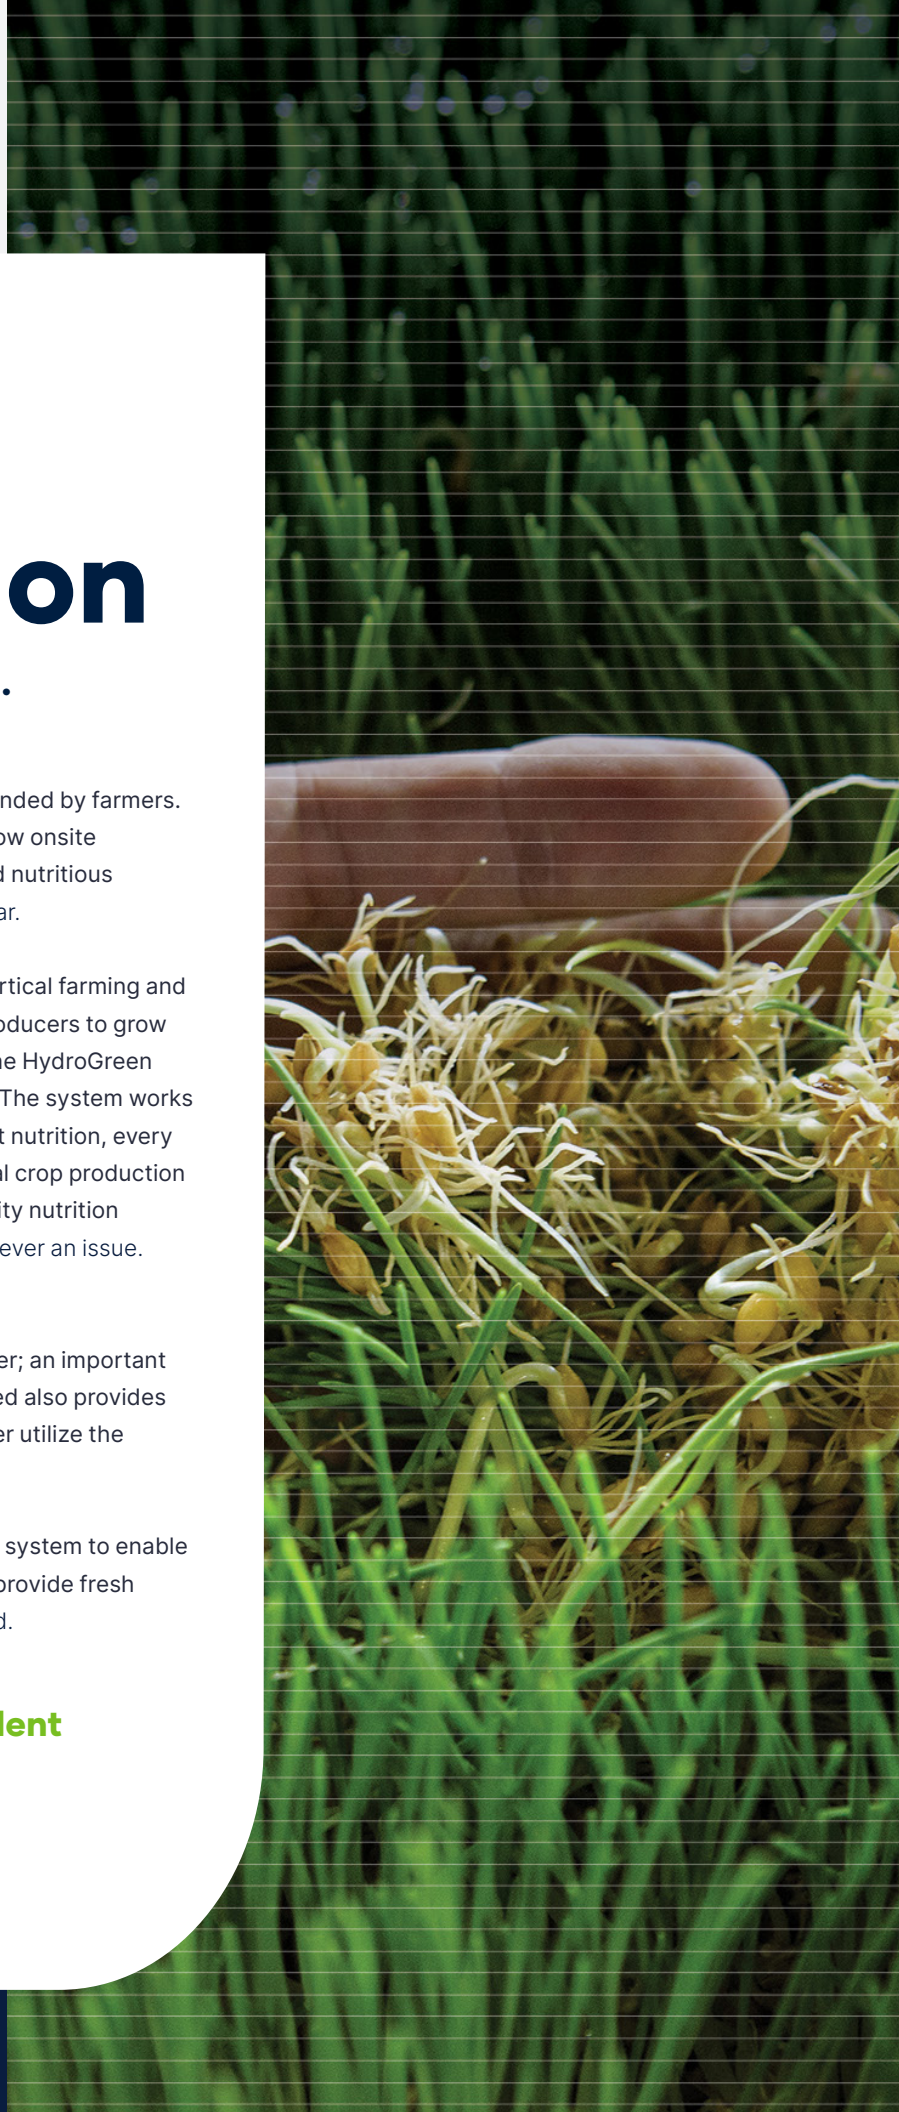 on
.
nded by farmers.
ow onsite
d nutritious
ar.
rtical farming and
oducers to grow
ne HydroGreen
The system works
t nutrition, every
al crop production
ity nutrition
ever an issue.
er; an important
ed also provides
er utilize the
system to enable
provide fresh
d.
lent